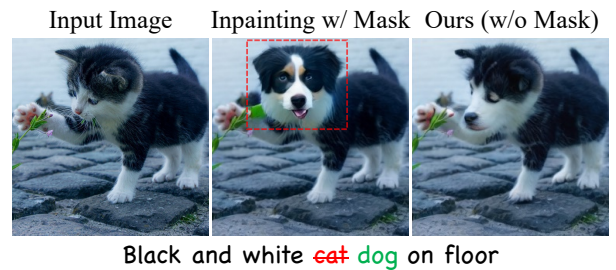 Input Image Inpainting w/ Mask Ours (w/o Mask)
Black and white cat dog on floor